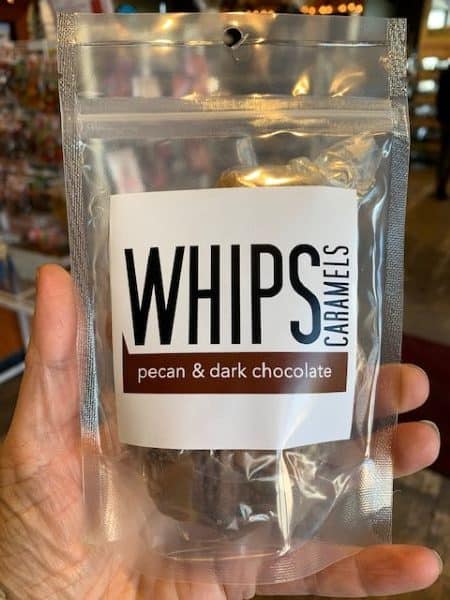 WHIPS
CARAMELS
pecan & dark chocolate